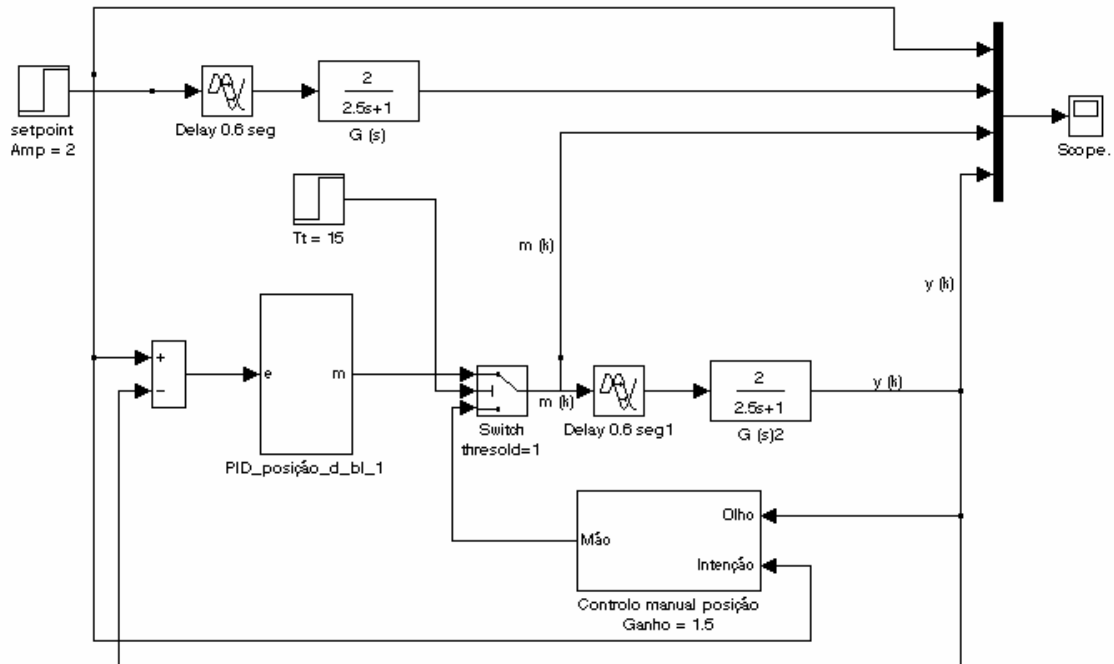 setpoint
Amp = 2
Delay 0.6 seg
2
2.5s+1
G (s)
Scope.
Tt = 15
m (k)
y (k)
e
m
PID_posição_d_bl_1
+
−
Switch
thresold=1
m (k)
Delay 0.6 seg1
2
2.5s+1
G (s)2
y (k)
Olho
Mão
Intenção
Controlo manual posição
Ganho = 1.5